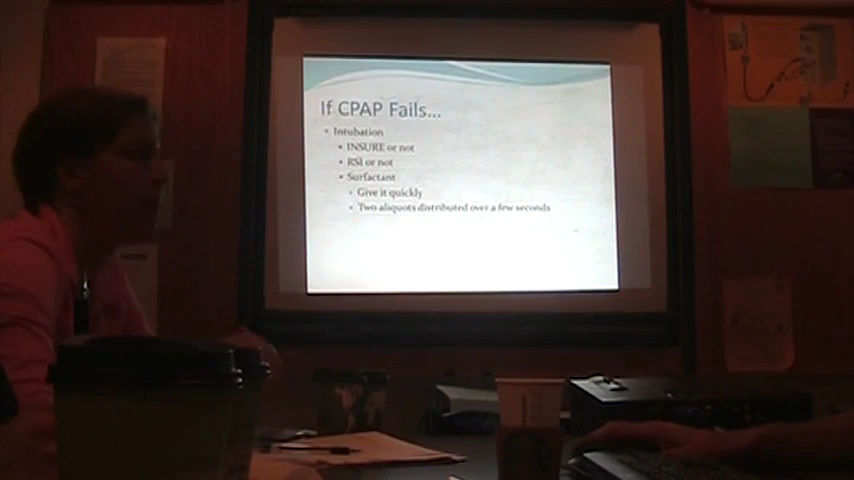 If CPAP Fails...
Intubation
INSURE or not
RSI or not
Surfactant
Give it quickly
Two aliquots distributed over a few seconds